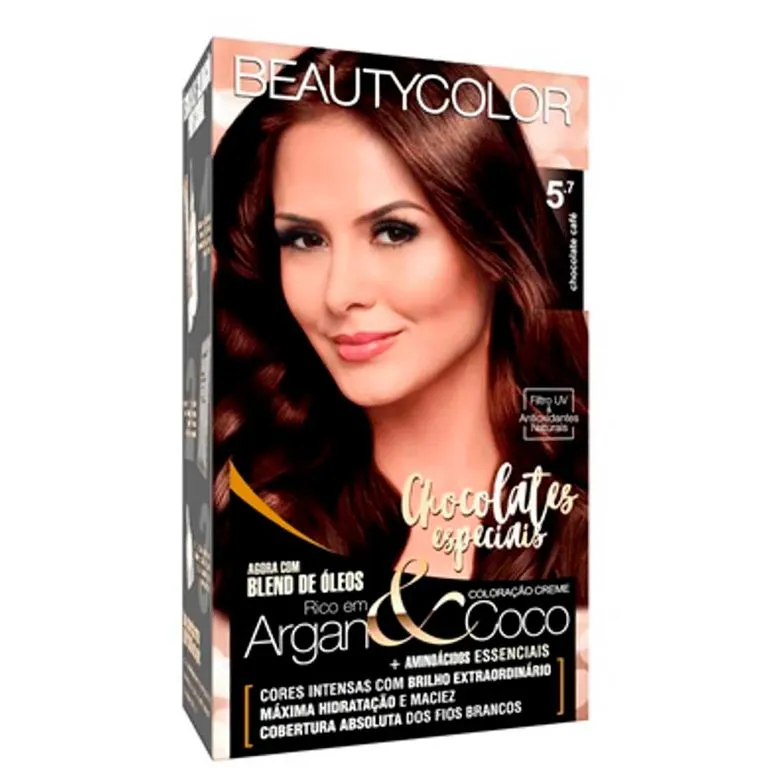 BEAUTYCOLOR
5.7
chocolate café
Filtro UV
&
Antioxidantes
Naturais
Chocolates
especiais
AGORA COM
BLEND DE ÓLEOS
COLORAÇÃO CREME
Rico em
Argan & Coco
+ AMINOÁCIDOS ESSENCIAIS
CORES INTENSAS COM BRILHO EXTRAORDINÁRIO
MÁXIMA HIDRATAÇÃO E MACIEZ
COBERTURA ABSOLUTA DOS FIOS BRANCOS